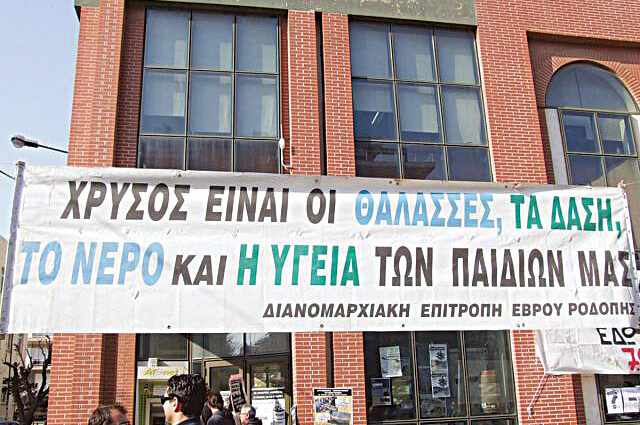 ΧΡΥΣΟΣ ΕΙΝΑΙ ΟΙ ΘΑΛΑΣΣΕΣ, ΤΑ ΔΑΣΗ,
ΤΟ ΝΕΡΟ ΚΑΙ Η ΥΓΕΙΑ ΤΩΝ ΠΑΙΔΙΩΝ ΜΑΣ
ΔΙΑΝΟΜΑΡΧΙΑΚΗ ΕΠΙΤΡΟΠΗ ΕΒΡΟΥ ΡΟΔΟΠΗΣ